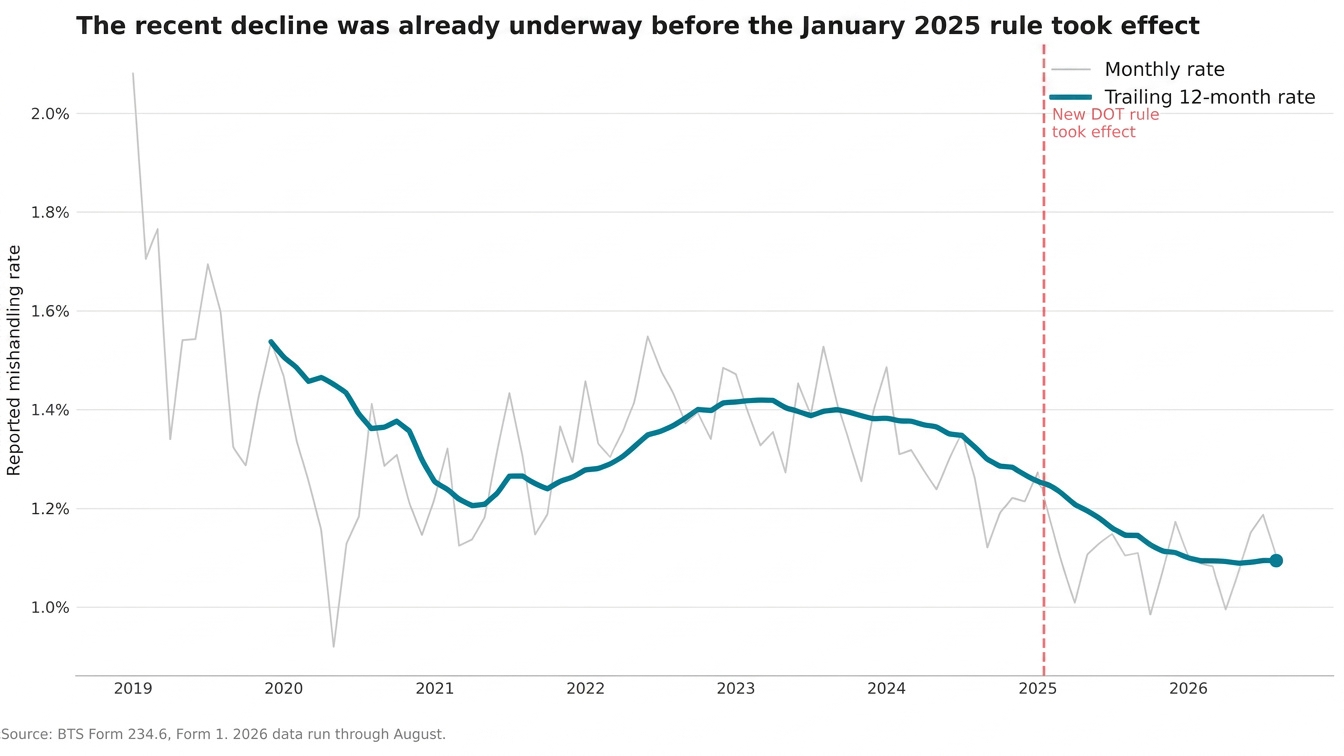 The recent decline was already underway before the January 2025 rule took effect
Monthly rate
Trailing 12-month rate
New DOT rule
took effect
Reported mishandling rate
2.0%
1.8%
1.6%
1.4%
1.2%
1.0%
2019
2020
2021
2022
2023
2024
2025
2026
Source: BTS Form 234.6, Form 1. 2026 data run through August.